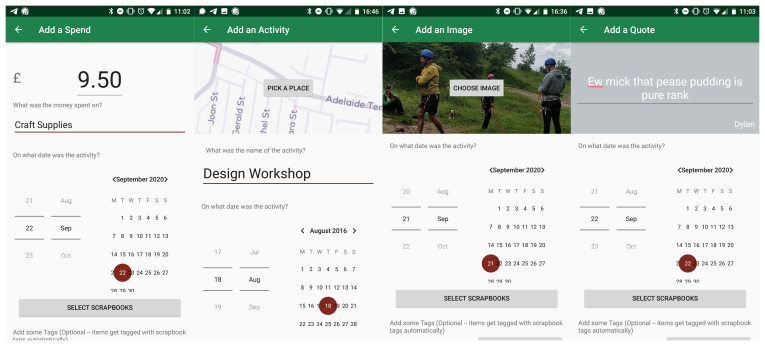 11:02
Add a Spend
£
9.50
What was the money spent on?
Craft Supplies
On what date was the activity?
September 2020
M T W T F S S
21 Aug
1 2 3 4 5 6
22 Sep
7 8 9 10 11 12 13
14 15 16 17 18 19 20
23 Oct
22 23 24 25 26 27
28 29 30
SELECT SCRAPBOOKS
Add some Tags (Optional – items get tagged with scrapbook
tags automatically)
16:46
Add an Activity
PICK A PLACE
Joan St
Gerald St
hel St
ara St
Adelaide Ter
What was the name of the activity?
Design Workshop
On what date was the activity?
August 2016
M T W T F S S
17 Jul
1 2 3 4 5 6 7
18 Aug
8 9 10 11 12 13 14
19 Sep
15 16 18 19 20 21
22 23 24 25 26 27 28
16:36
Add an Image
CHOOSE IMAGE
On what date was the activity?
September 2020
M T W T F S S
20 Aug
1 2 3 4 5 6
21 Sep
7 8 9 10 11 12 13
14 15 16 17 18 19 20
22 Oct
21 22 23 24 25 26 27
28 29 30
SELECT SCRAPBOOKS
Add some Tags (Optional – items get tagged with scrapbook
tags automatically)
11:03
Add a Quote
Ew mick that pease pudding is
pure rank
Dylan
On what date was the activity?
September 2020
M T W T F S S
21 Aug
1 2 3 4 5 6
22 Sep
7 8 9 10 11 12 13
14 15 16 17 18 19 20
23 Oct
22 23 24 25 26 27
28 29 30
SELECT SCRAPBOOKS
Add some Tags (Optional – items get tagged with scrapbook
tags automatically)